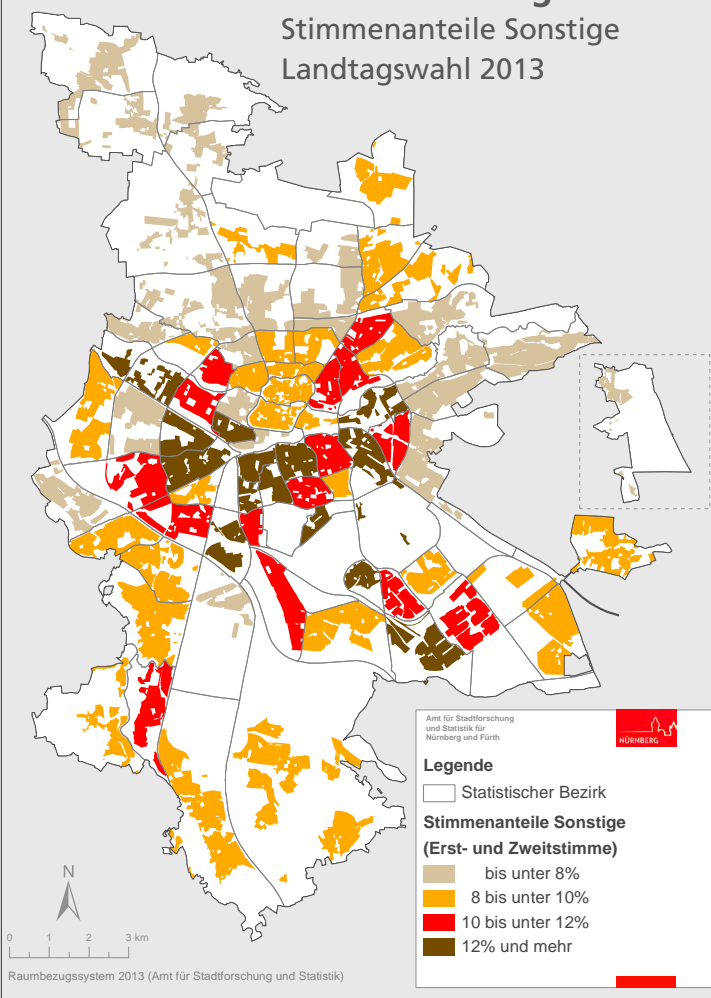 Stimmenanteile Sonstige
Landtagswahl 2013
Amt für Stadtforschung
und Statistik für
Nürnberg und Fürth
NÜRNBERG
Legende
Statistischer Bezirk
Stimmenanteile Sonstige
(Erst- und Zweitstimme)
bis unter 8%
8 bis unter 10%
10 bis unter 12%
12% und mehr
N
0 1 2 3 km
Raumbezugssystem 2013 (Amt für Stadtforschung und Statistik)